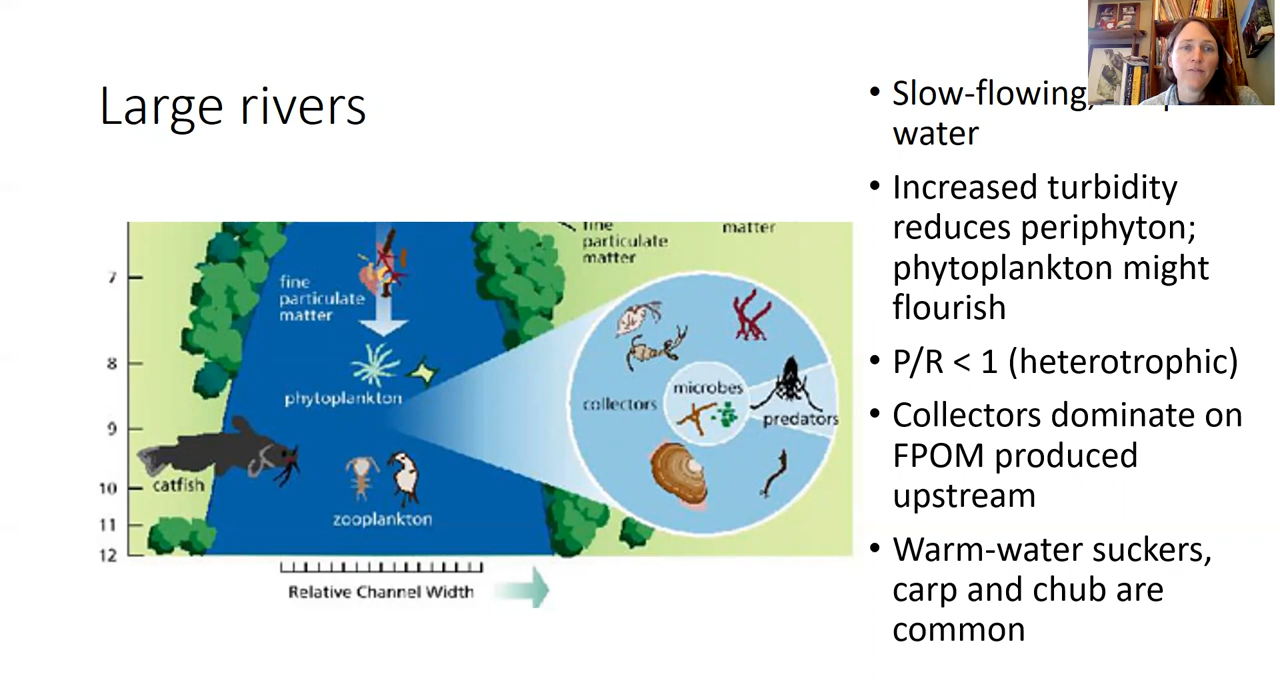 Large rivers
• Slow-flowing,
water
• Increased turbidity
reduces periphyton;
phytoplankton might
flourish
• P/R < 1 (heterotrophic)
• Collectors dominate on
FPOM produced
upstream
• Warm-water suckers,
carp and chub are
common
7
8
9
10
11
12
fine
particulate
matter
phytoplankton
catfish
zooplankton
fine
particulate
matter
matter
collectors
microbes
predators
Relative Channel Width